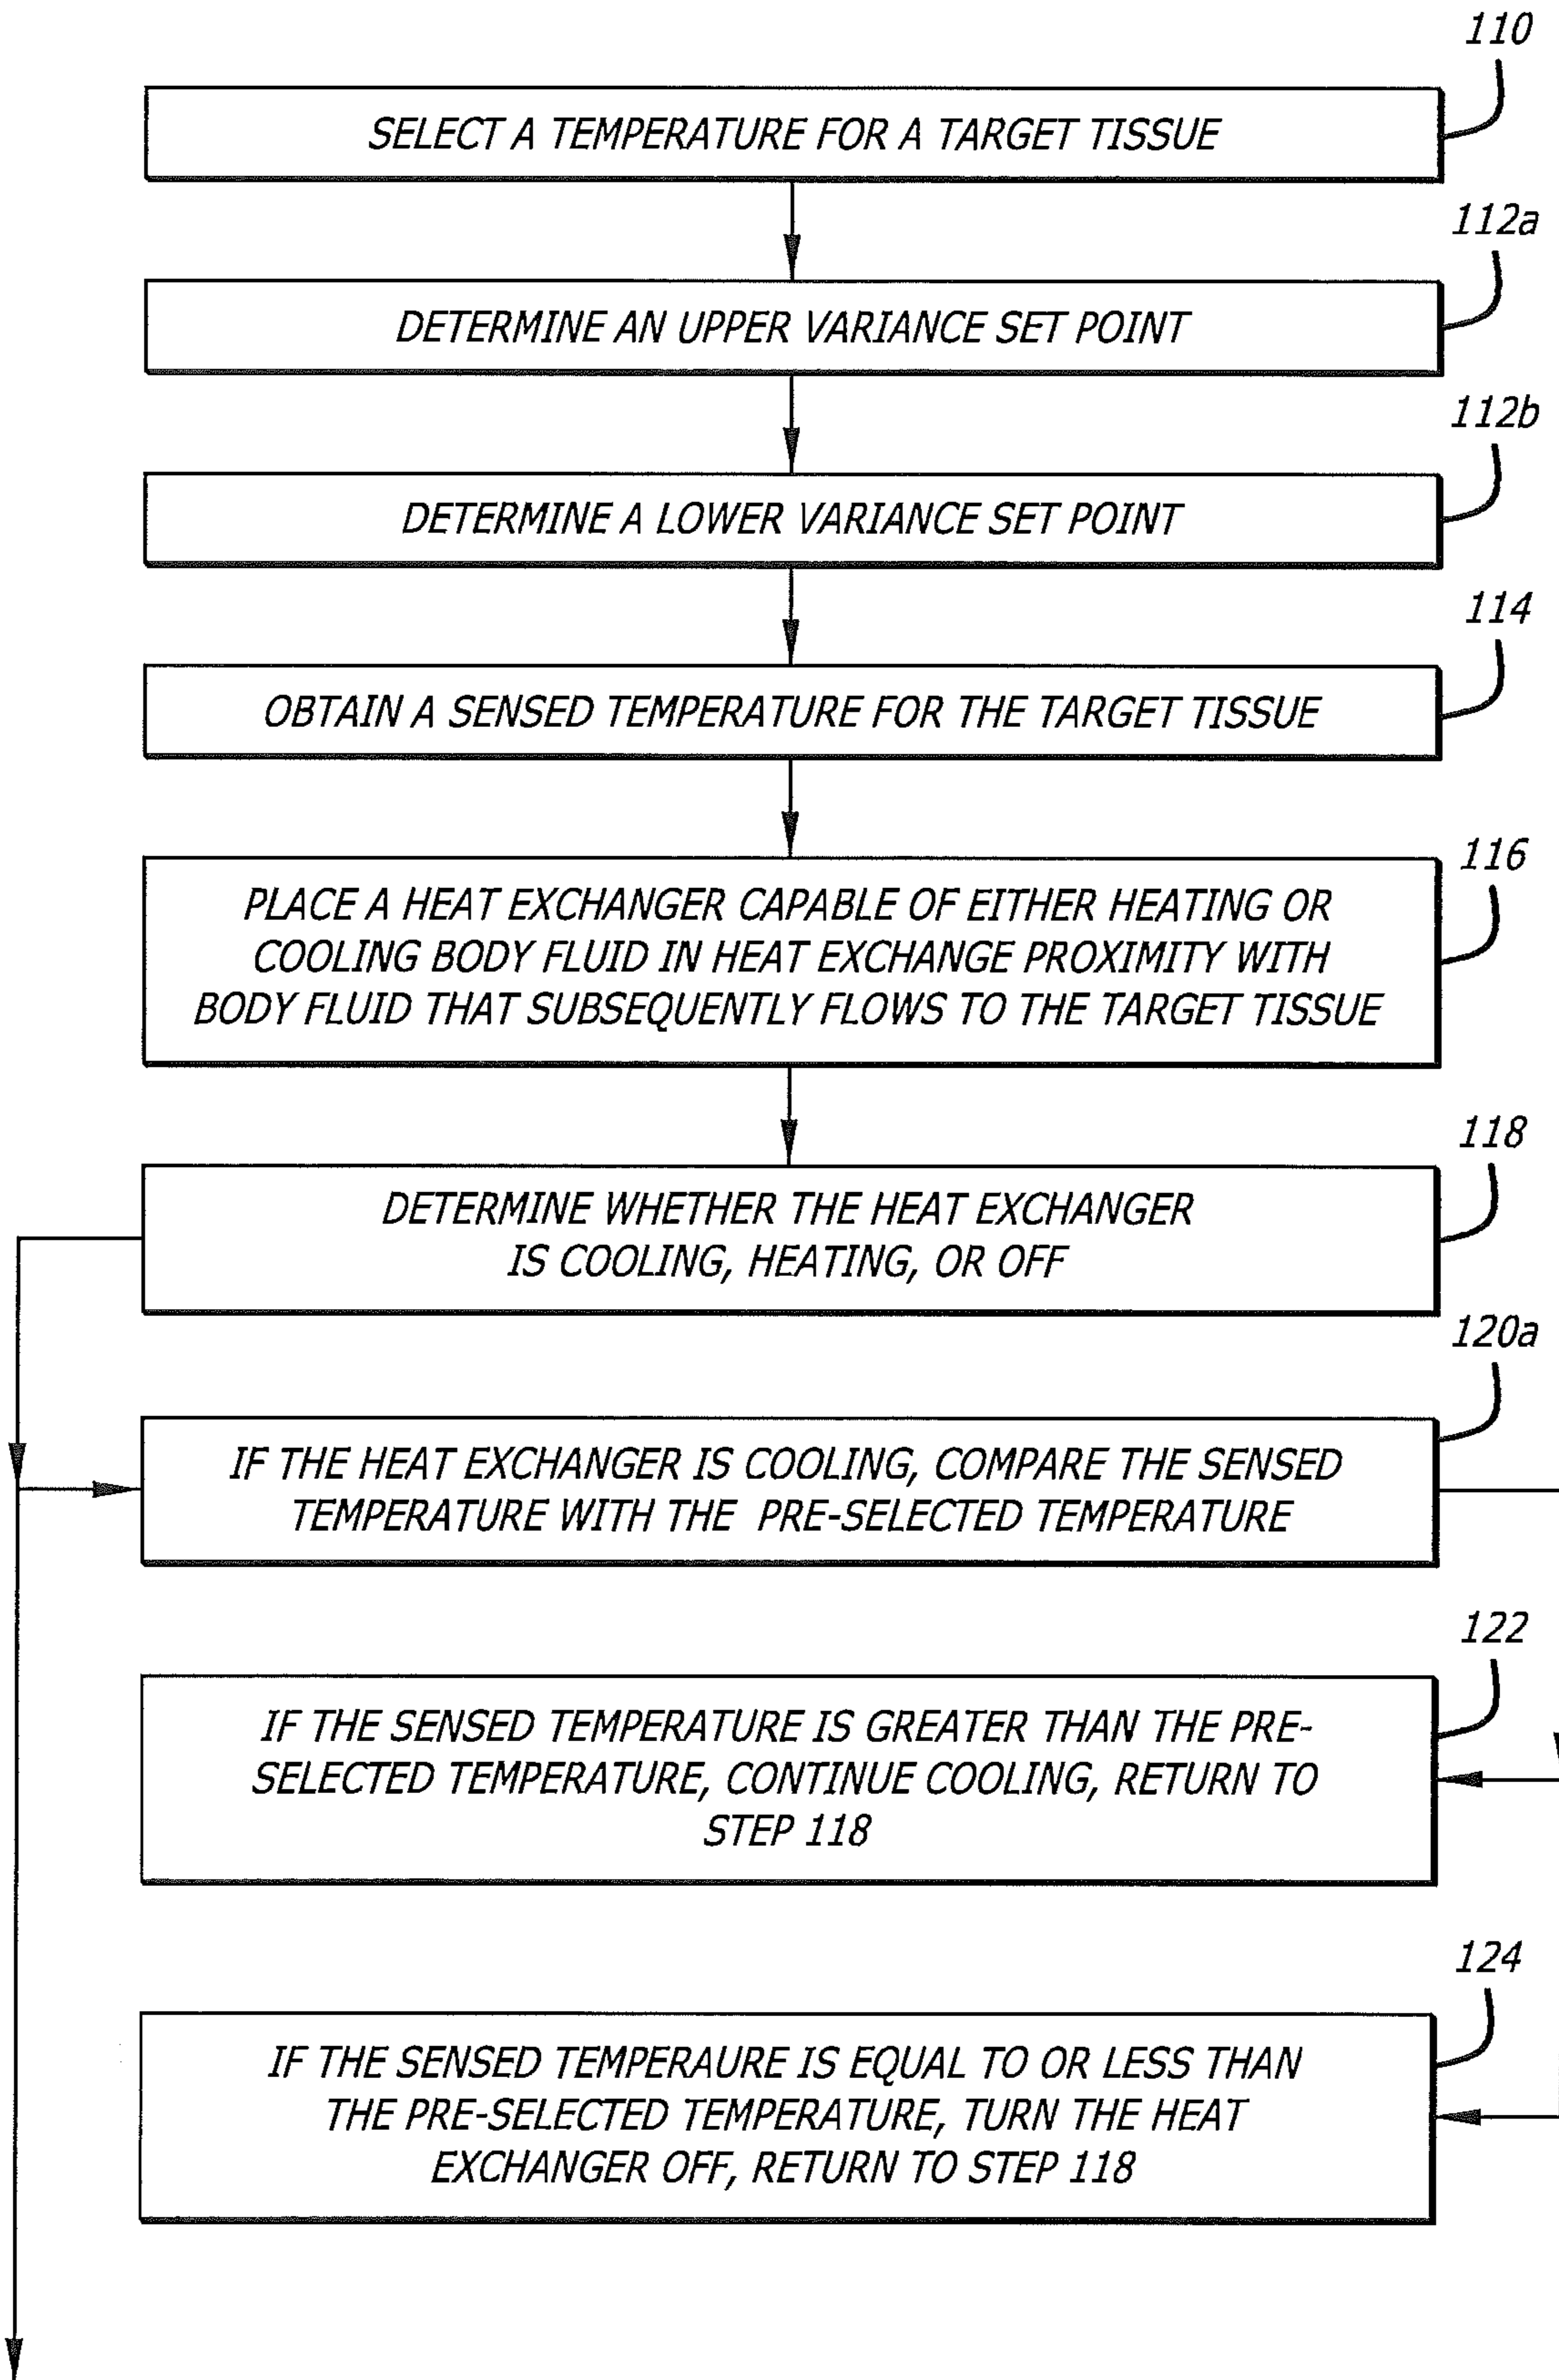 110
SELECT A TEMPERATURE FOR A TARGET TISSUE
112a
DETERMINE AN UPPER VARIANCE SET POINT
112b
DETERMINE A LOWER VARIANCE SET POINT
114
OBTAIN A SENSED TEMPERATURE FOR THE TARGET TISSUE
116
PLACE A HEAT EXCHANGER CAPABLE OF EITHER HEATING OR
COOLING BODY FLUID IN HEAT EXCHANGE PROXIMITY WITH
BODY FLUID THAT SUBSEQUENTLY FLOWS TO THE TARGET TISSUE
118
DETERMINE WHETHER THE HEAT EXCHANGER
IS COOLING, HEATING, OR OFF
120a
IF THE HEAT EXCHANGER IS COOLING, COMPARE THE SENSED
TEMPERATURE WITH THE PRE-SELECTED TEMPERATURE
122
IF THE SENSED TEMPERATURE IS GREATER THAN THE PRE-
SELECTED TEMPERATURE, CONTINUE COOLING, RETURN TO
STEP 118
124
IF THE SENSED TEMPERAURE IS EQUAL TO OR LESS THAN
THE PRE-SELECTED TEMPERATURE, TURN THE HEAT
EXCHANGER OFF, RETURN TO STEP 118